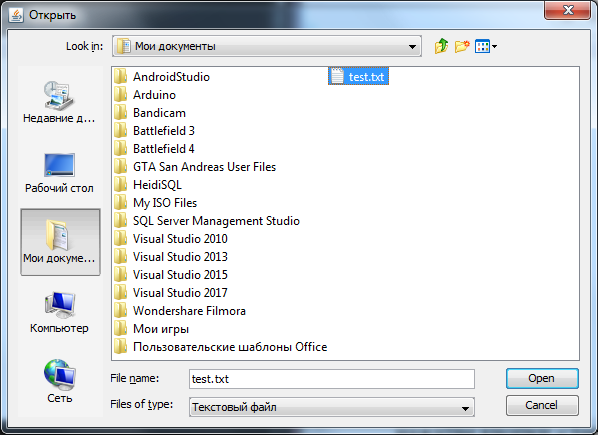 Открыть
Look in: Мои документы
Недавние д...
Рабочий стол
Мои докуме...
Компьютер
Сеть
AndroidStudio
Arduino
Bandicam
Battlefield 3
Battlefield 4
GTA San Andreas User Files
HeidiSQL
My ISO Files
SQL Server Management Studio
Visual Studio 2010
Visual Studio 2013
Visual Studio 2015
Visual Studio 2017
Wondershare Filmora
Мои игры
Пользовательские шаблоны Office
test.txt
File name: test.txt Open
Files of type: Текстовый файл Cancel